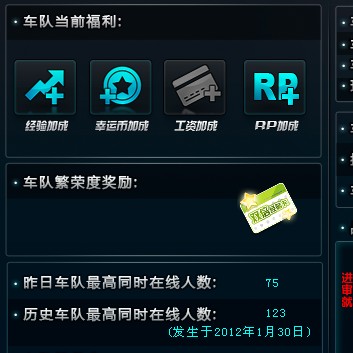 车队当前福利:
RP
经验加成 幸运币加成 工资加成 RP加成
车队繁荣度奖励:
昨日车队最高同时在线人数: 75
历史车队最高同时在线人数: 123
(发生于2012年1月30日)
进